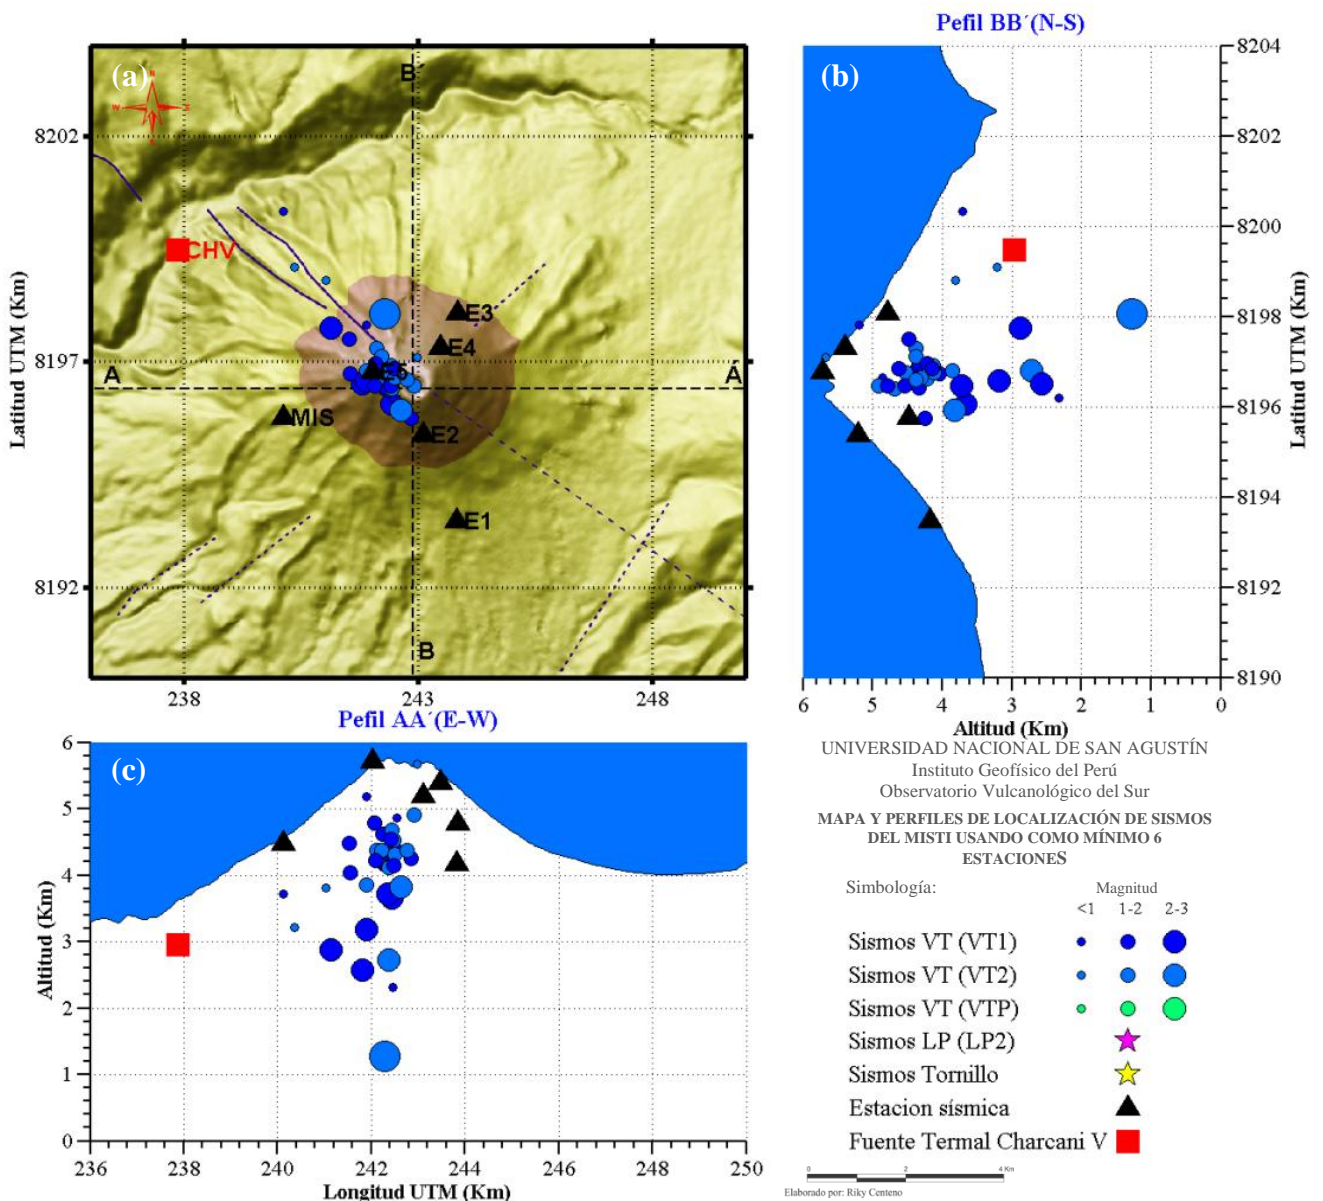 Pefil BB´(N-S)
(a)
N
W
E
S
B´
CHV
E3
E4
E5
A
Á
MIS
E2
E1
B
8202
8197
8192
Latitud UTM (Km)
238
243
248
(b)
8204
8202
8200
8198
8196
8194
8192
8190
Latitud UTM (Km)
6 5 4 3 2 1 0
Altitud (Km)
Pefil AA´(E-W)
(c)
6
5
4
3
2
1
0
Altitud (Km)
236 238 240 242 244 246 248 250
Longitud UTM (Km)
UNIVERSIDAD NACIONAL DE SAN AGUSTÍN
Instituto Geofísico del Perú
Observatorio Vulcanológico del Sur
MAPA Y PERFILES DE LOCALIZACIÓN DE SISMOS
DEL MISTI USANDO COMO MÍNIMO 6
ESTACIONES
Simbología:
Magnitud
<1 1-2 2-3
Sismos VT (VT1)
Sismos VT (VT2)
Sismos VT (VTP)
Sismos LP (LP2)
Sismos Tornillo
Estacion sísmica
Fuente Termal Charcani V
0 2 4 Km
Elaborado por: Riky Centeno